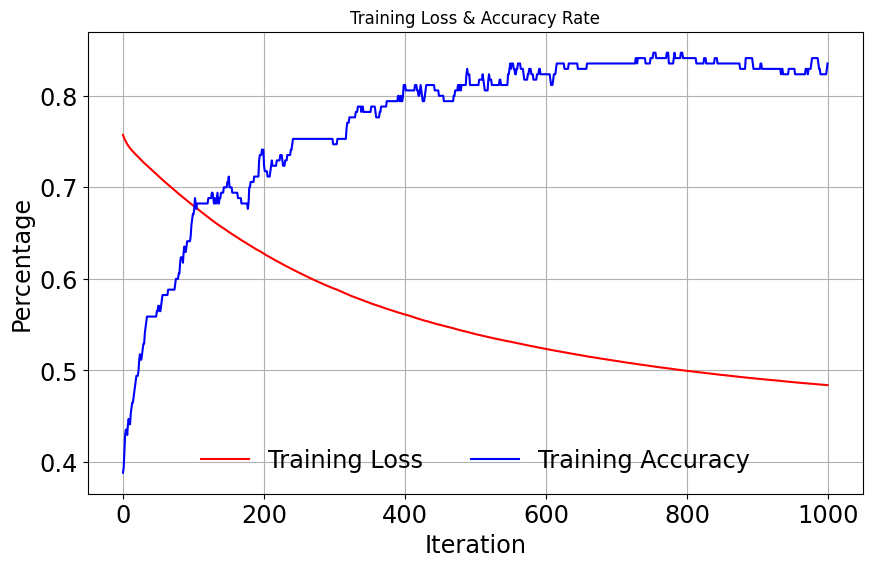 Training Loss & Accuracy Rate
0.8
0.7
0.6
0.5
0.4
Percentage
Training Loss
Training Accuracy
0 200 400 600 800 1000
Iteration